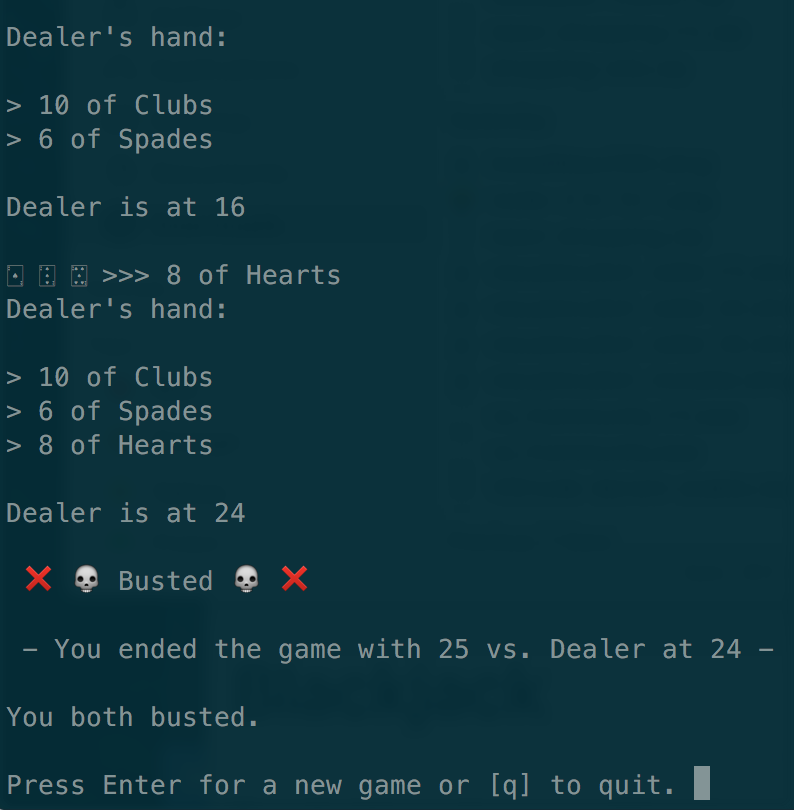 Dealer's hand:
> 10 of Clubs
> 6 of Spades
Dealer is at 16
>>> 8 of Hearts
Dealer's hand:
> 10 of Clubs
> 6 of Spades
> 8 of Hearts
Dealer is at 24
❌ 💀 Busted 💀 ❌
– You ended the game with 25 vs. Dealer at 24 –
You both busted.
Press Enter for a new game or [q] to quit.